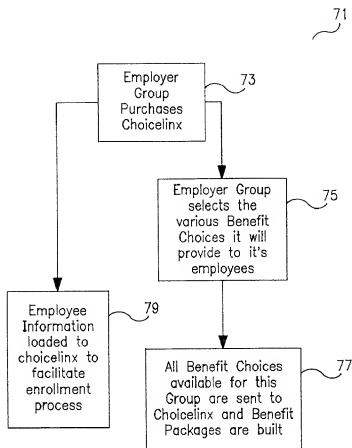 71
Employer
Group
Purchases
Choicelinx
73
Employer Group
selects the
various Benefit
Choices it will
provide to it's
employees
75
Employee
Information
loaded to
choicelinx to
facilitate
enrollment
process
79
All Benefit Choices
available for this
Group are sent to
Choicelinx and Benefit
Packages are built
77